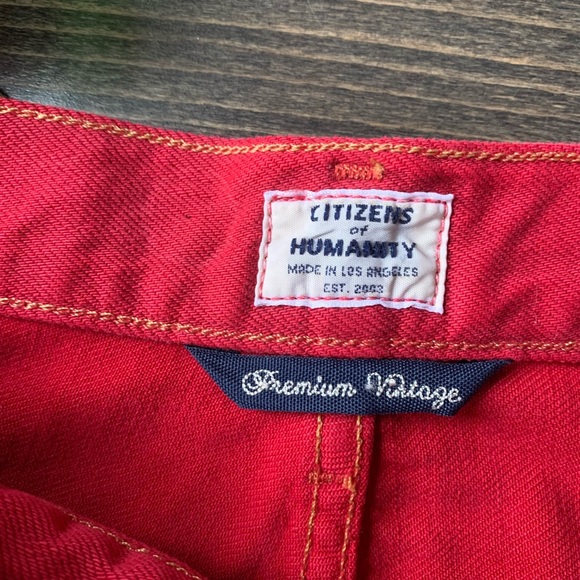 CITIZENS
of
HUMANITY
MADE IN LOS ANGELES
EST. 2003
Premium Vintage